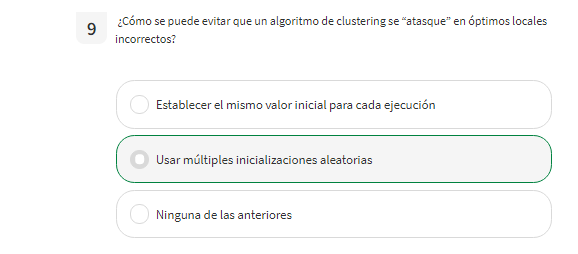 9
¿Cómo se puede evitar que un algoritmo de clustering se “atasque” en óptimos locales
incorrectos?
Establecer el mismo valor inicial para cada ejecución
Usar múltiples inicializaciones aleatorias
Ninguna de las anteriores